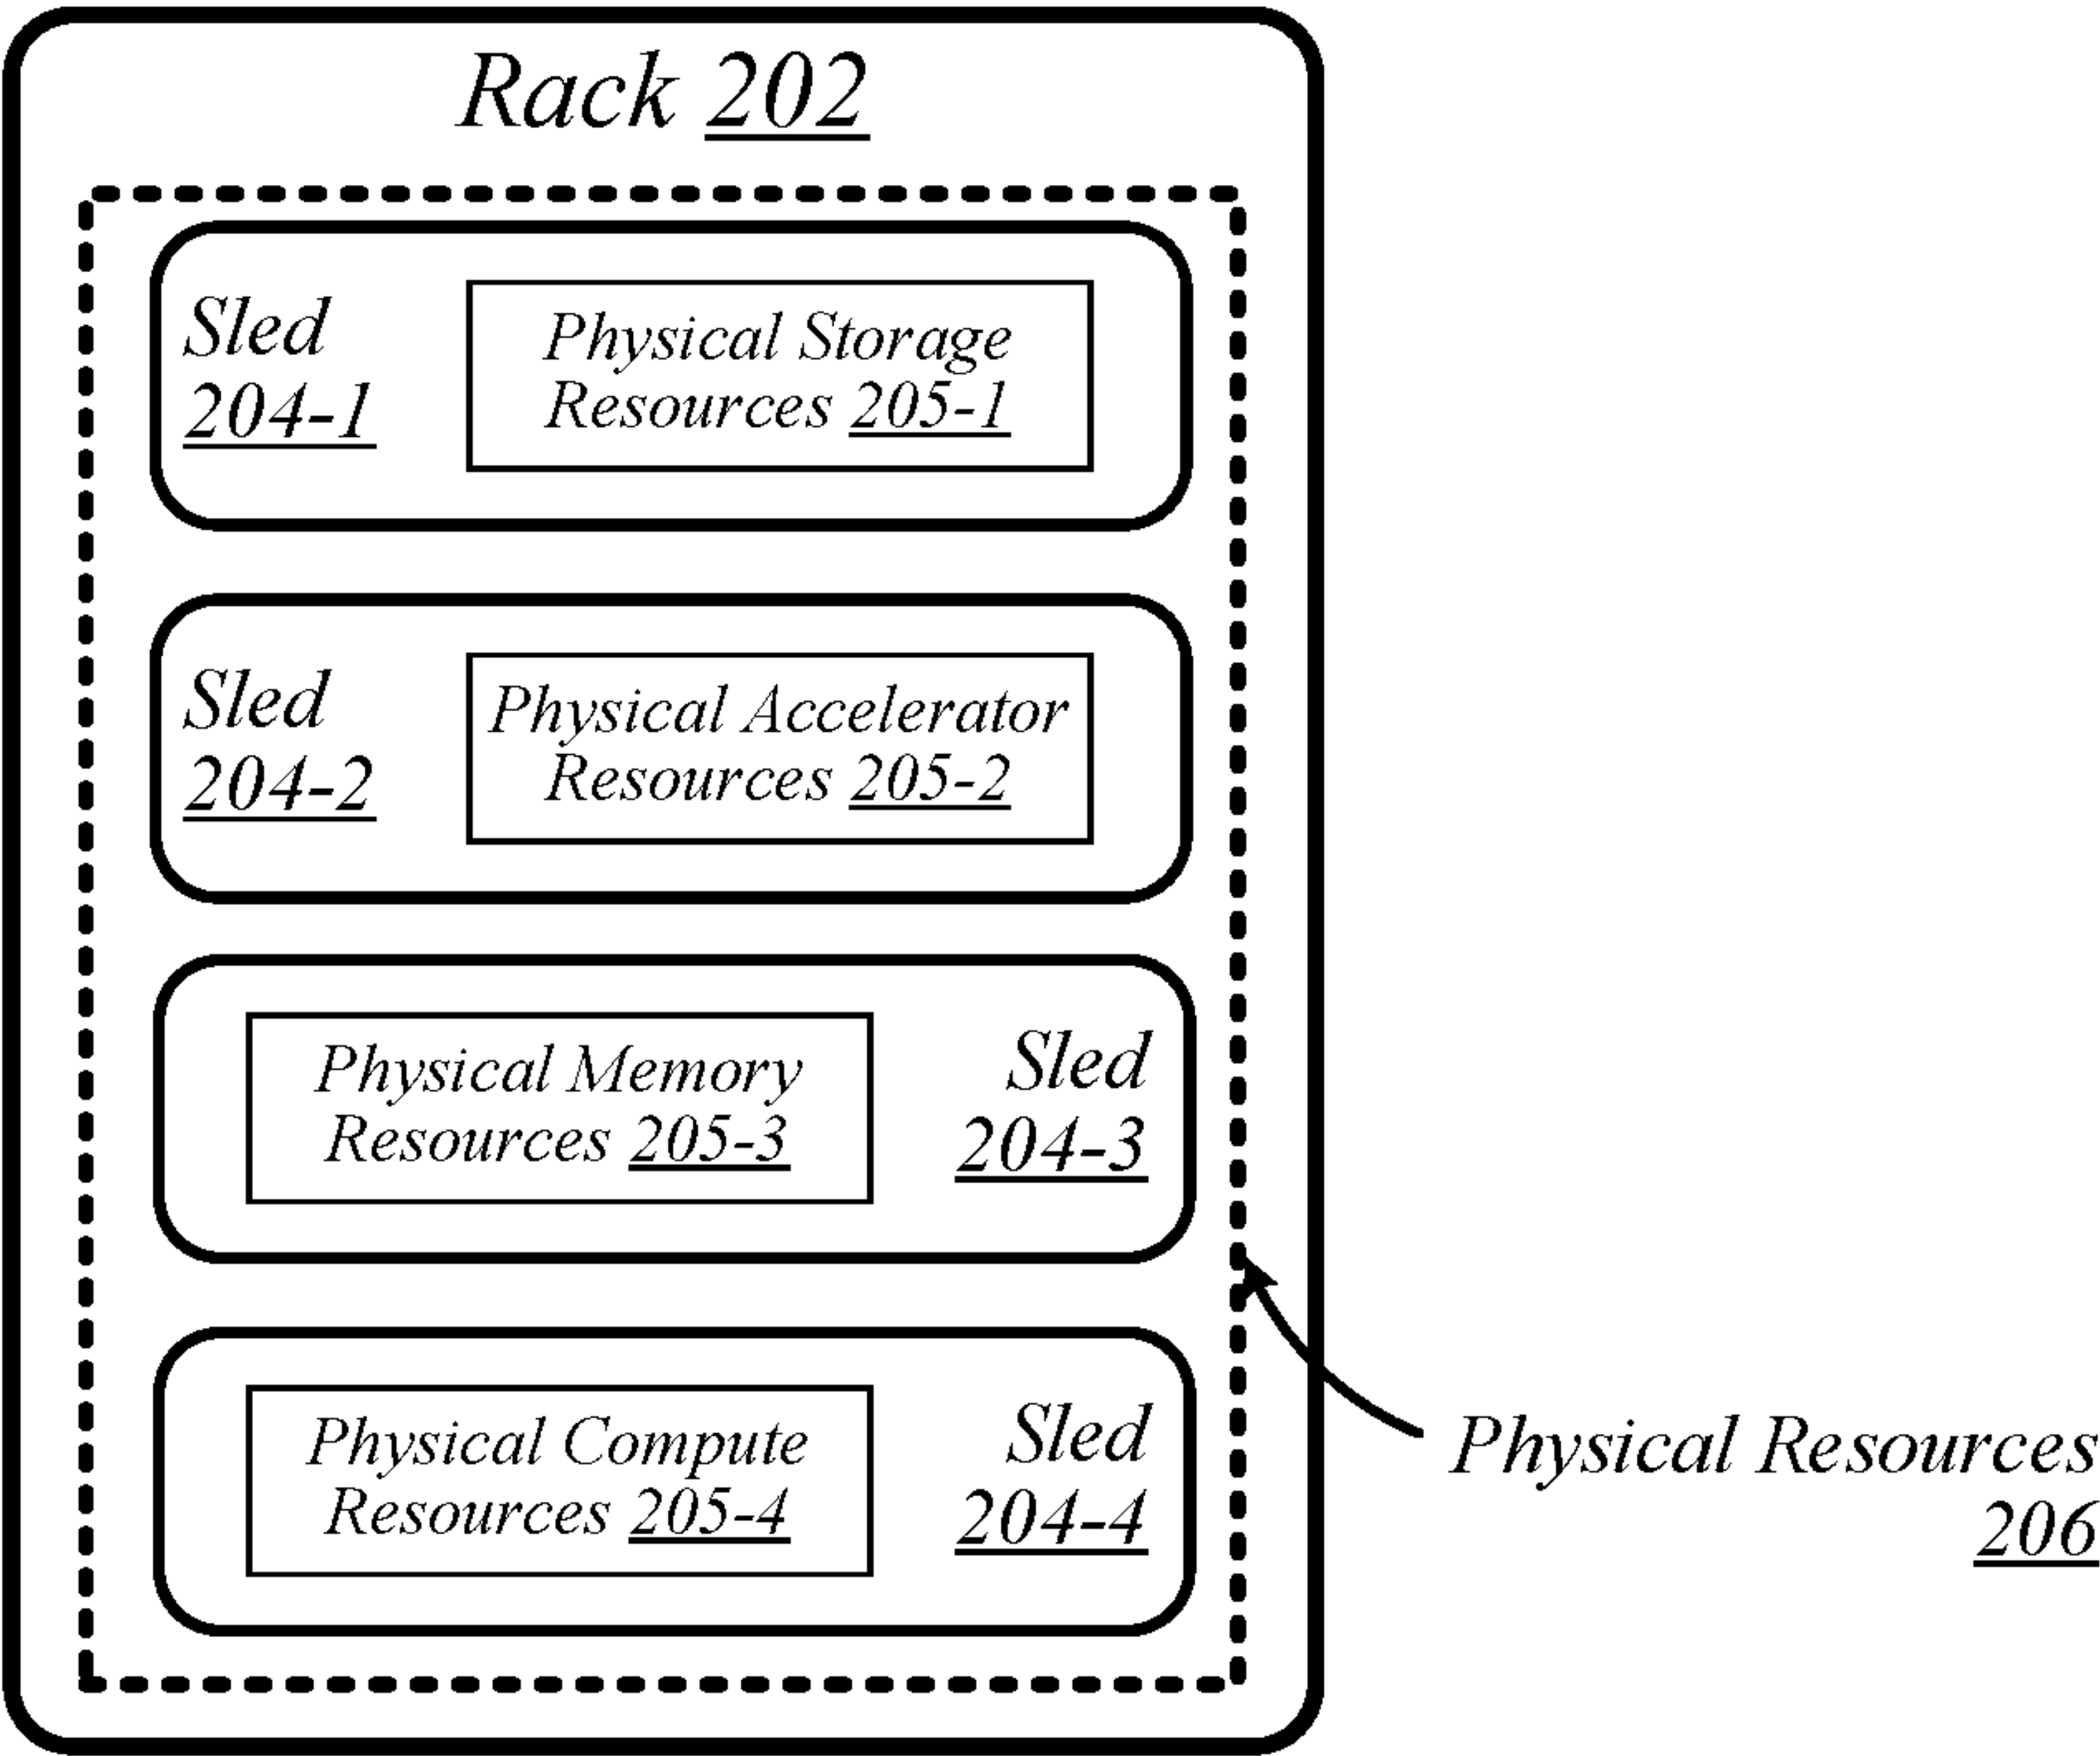 Rack 202
Sled
204-1
Physical Storage
Resources 205-1
Sled
204-2
Physical Accelerator
Resources 205-2
Physical Memory
Resources 205-3
Sled
204-3
Physical Compute
Resources 205-4
Sled
204-4
Physical Resources
206